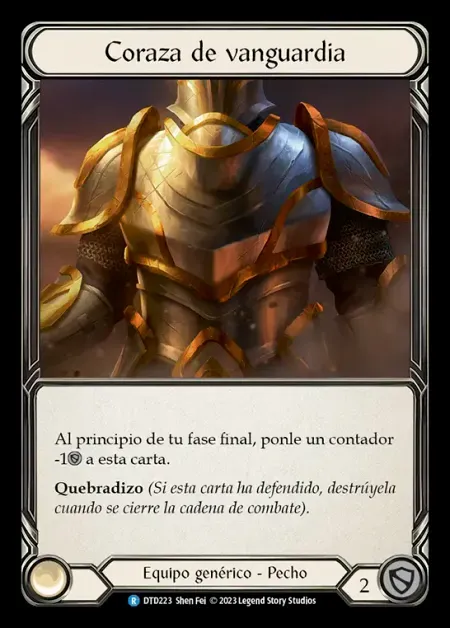 Coraza de vanguardia
Al principio de tu fase final, ponle un contador
-1 a esta carta.
Quebradizo (Si esta carta ha defendido, destrúyela
cuando se cierre la cadena de combate).
Equipo genérico - Pecho
2
R DTD223 Shen Fei © 2023 Legend Story Studios